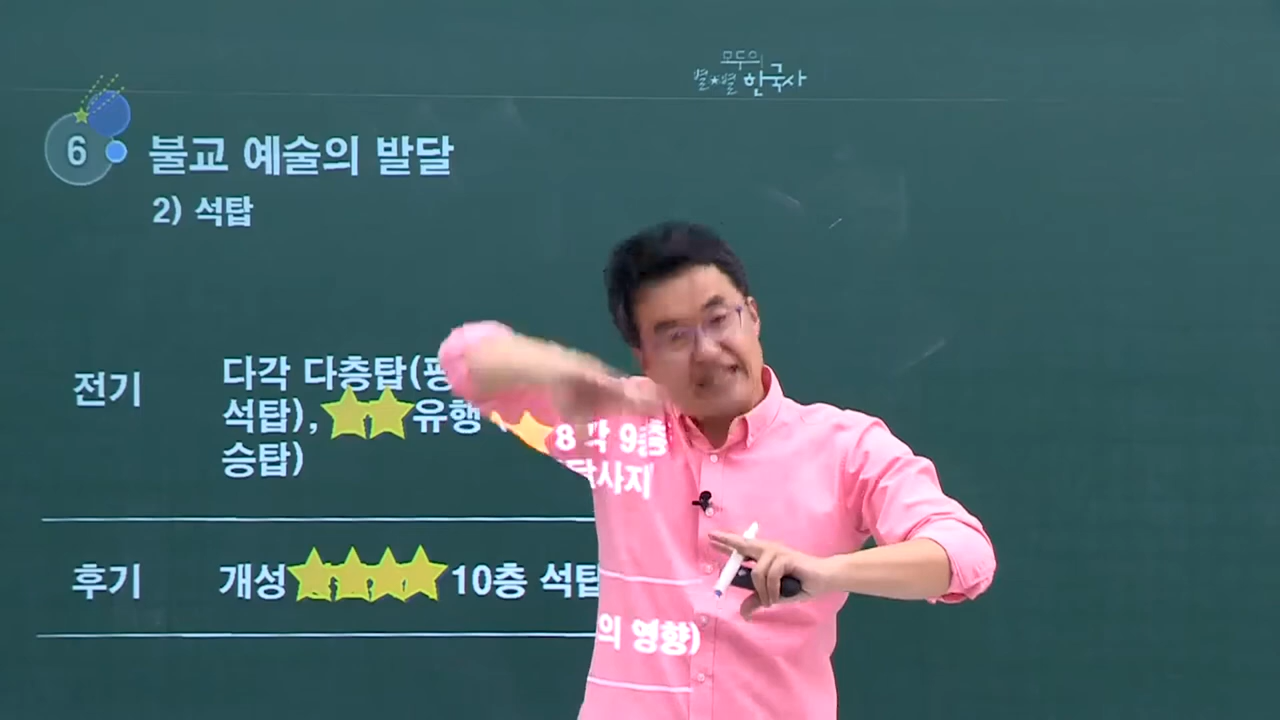 모두의
별★별 한국사
6 불교 예술의 발달
2) 석탑
전기
다각 다층탑(평 8각 9층
석탑), ★★유행 사지
승탑)
후기
개성★★★★10층 석탑
의 영향)